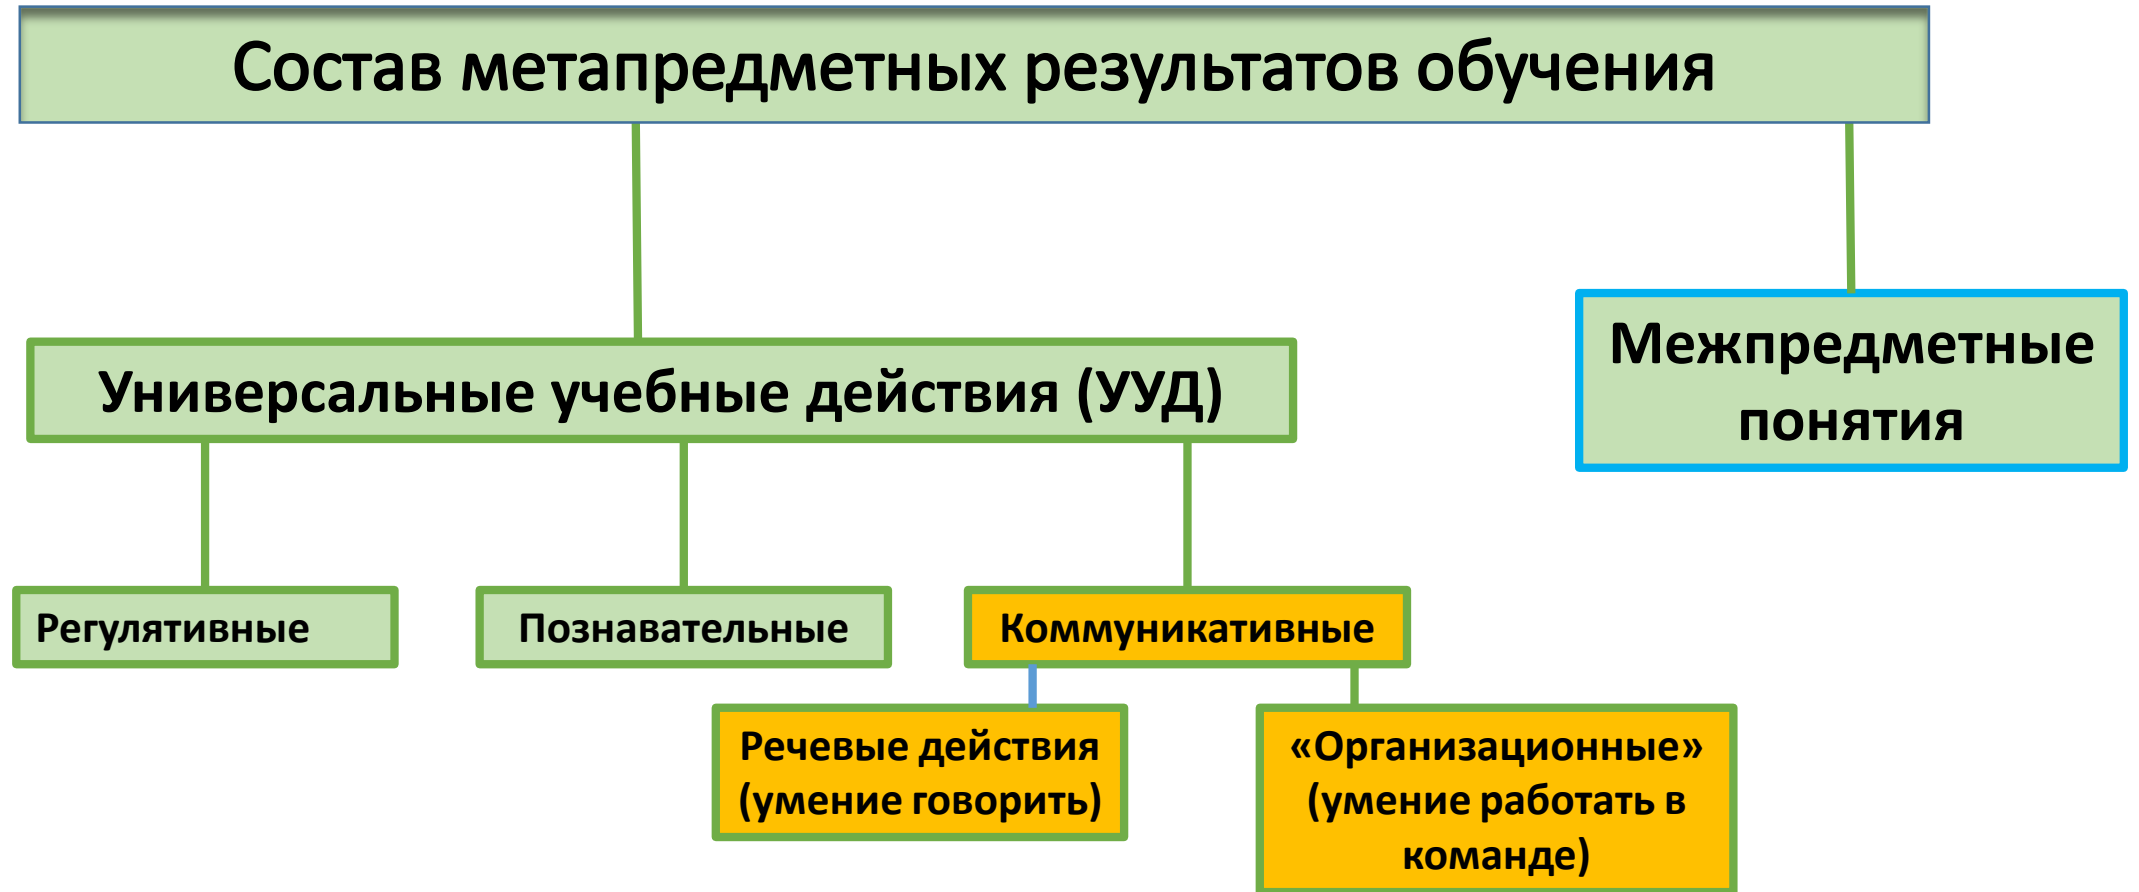 Состав метапредметных результатов обучения
Универсальные учебные действия (УУД)
Межпредметные
понятия
Регулятивные
Познавательные
Коммуникативные
Речевые действия
(умение говорить)
«Организационные»
(умение работать в
команде)